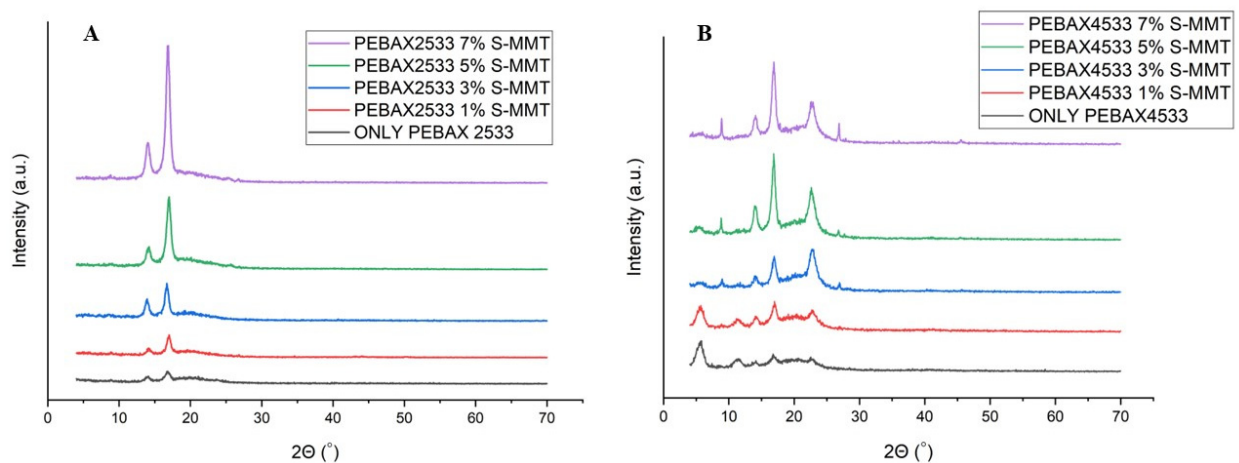 A
PEBAX2533 7% S-MMT
PEBAX2533 5% S-MMT
PEBAX2533 3% S-MMT
PEBAX2533 1% S-MMT
ONLY PEBAX 2533
Intensity (a.u.)
0 10 20 30 40 50 60 70
2Θ (°)
B
PEBAX4533 7% S-MMT
PEBAX4533 5% S-MMT
PEBAX4533 3% S-MMT
PEBAX4533 1% S-MMT
ONLY PEBAX4533
Intensity (a.u.)
0 10 20 30 40 50 60 70
2Θ (°)